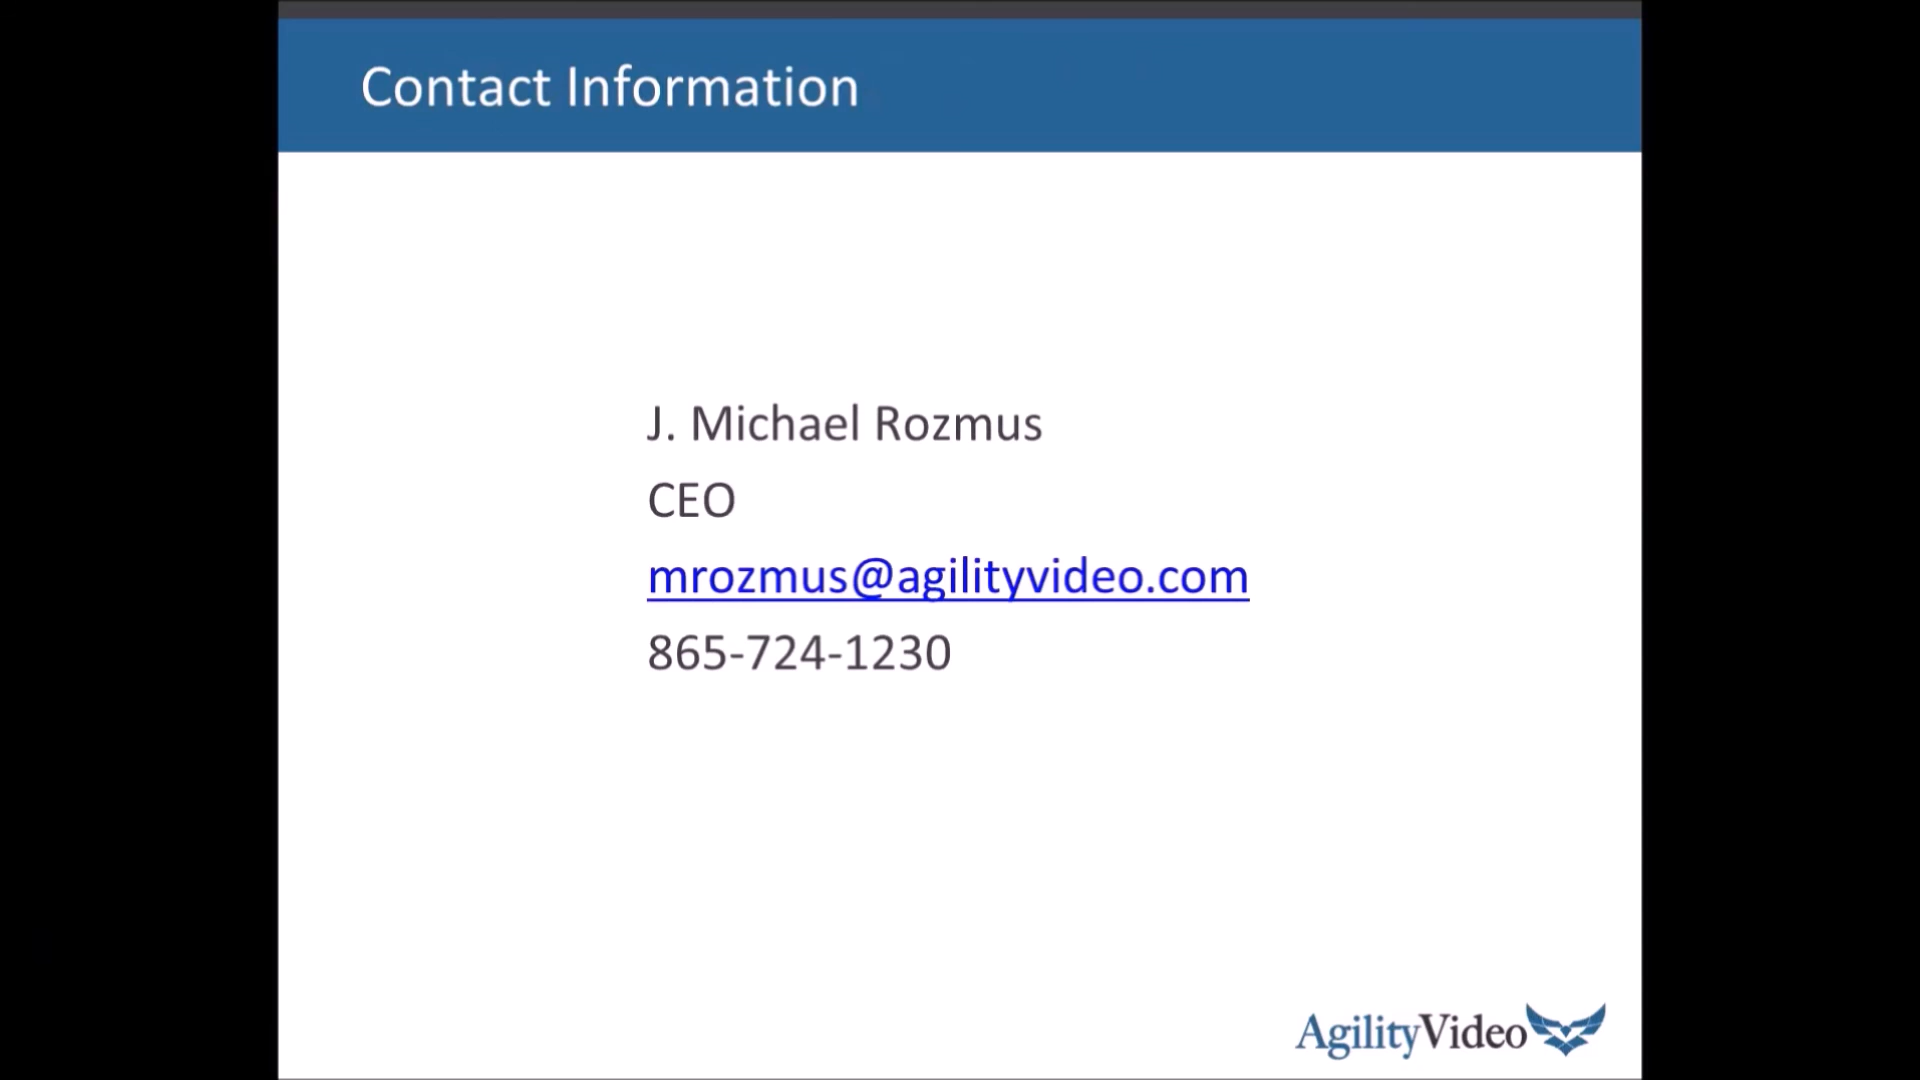 Contact Information
J. Michael Rozmus
CEO
mrozmus@agilityvideo.com
865-724-1230
AgilityVideo